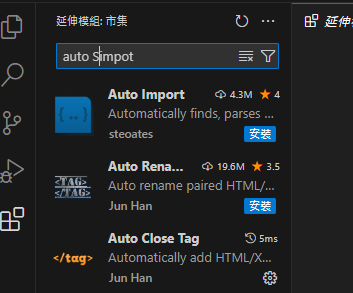 延伸模組: 市集
延伸模
auto Simpot
Auto Import 4.3M ★ 4
Automatically finds, parses ...
steoates 安裝
Auto Rena... 19.6M ★ 3.5
Auto rename paired HTML/...
Jun Han 安裝
Auto Close Tag 5ms
Automatically add HTML/X...
Jun Han
{..}
<TAG>
</TAG>
</tag>